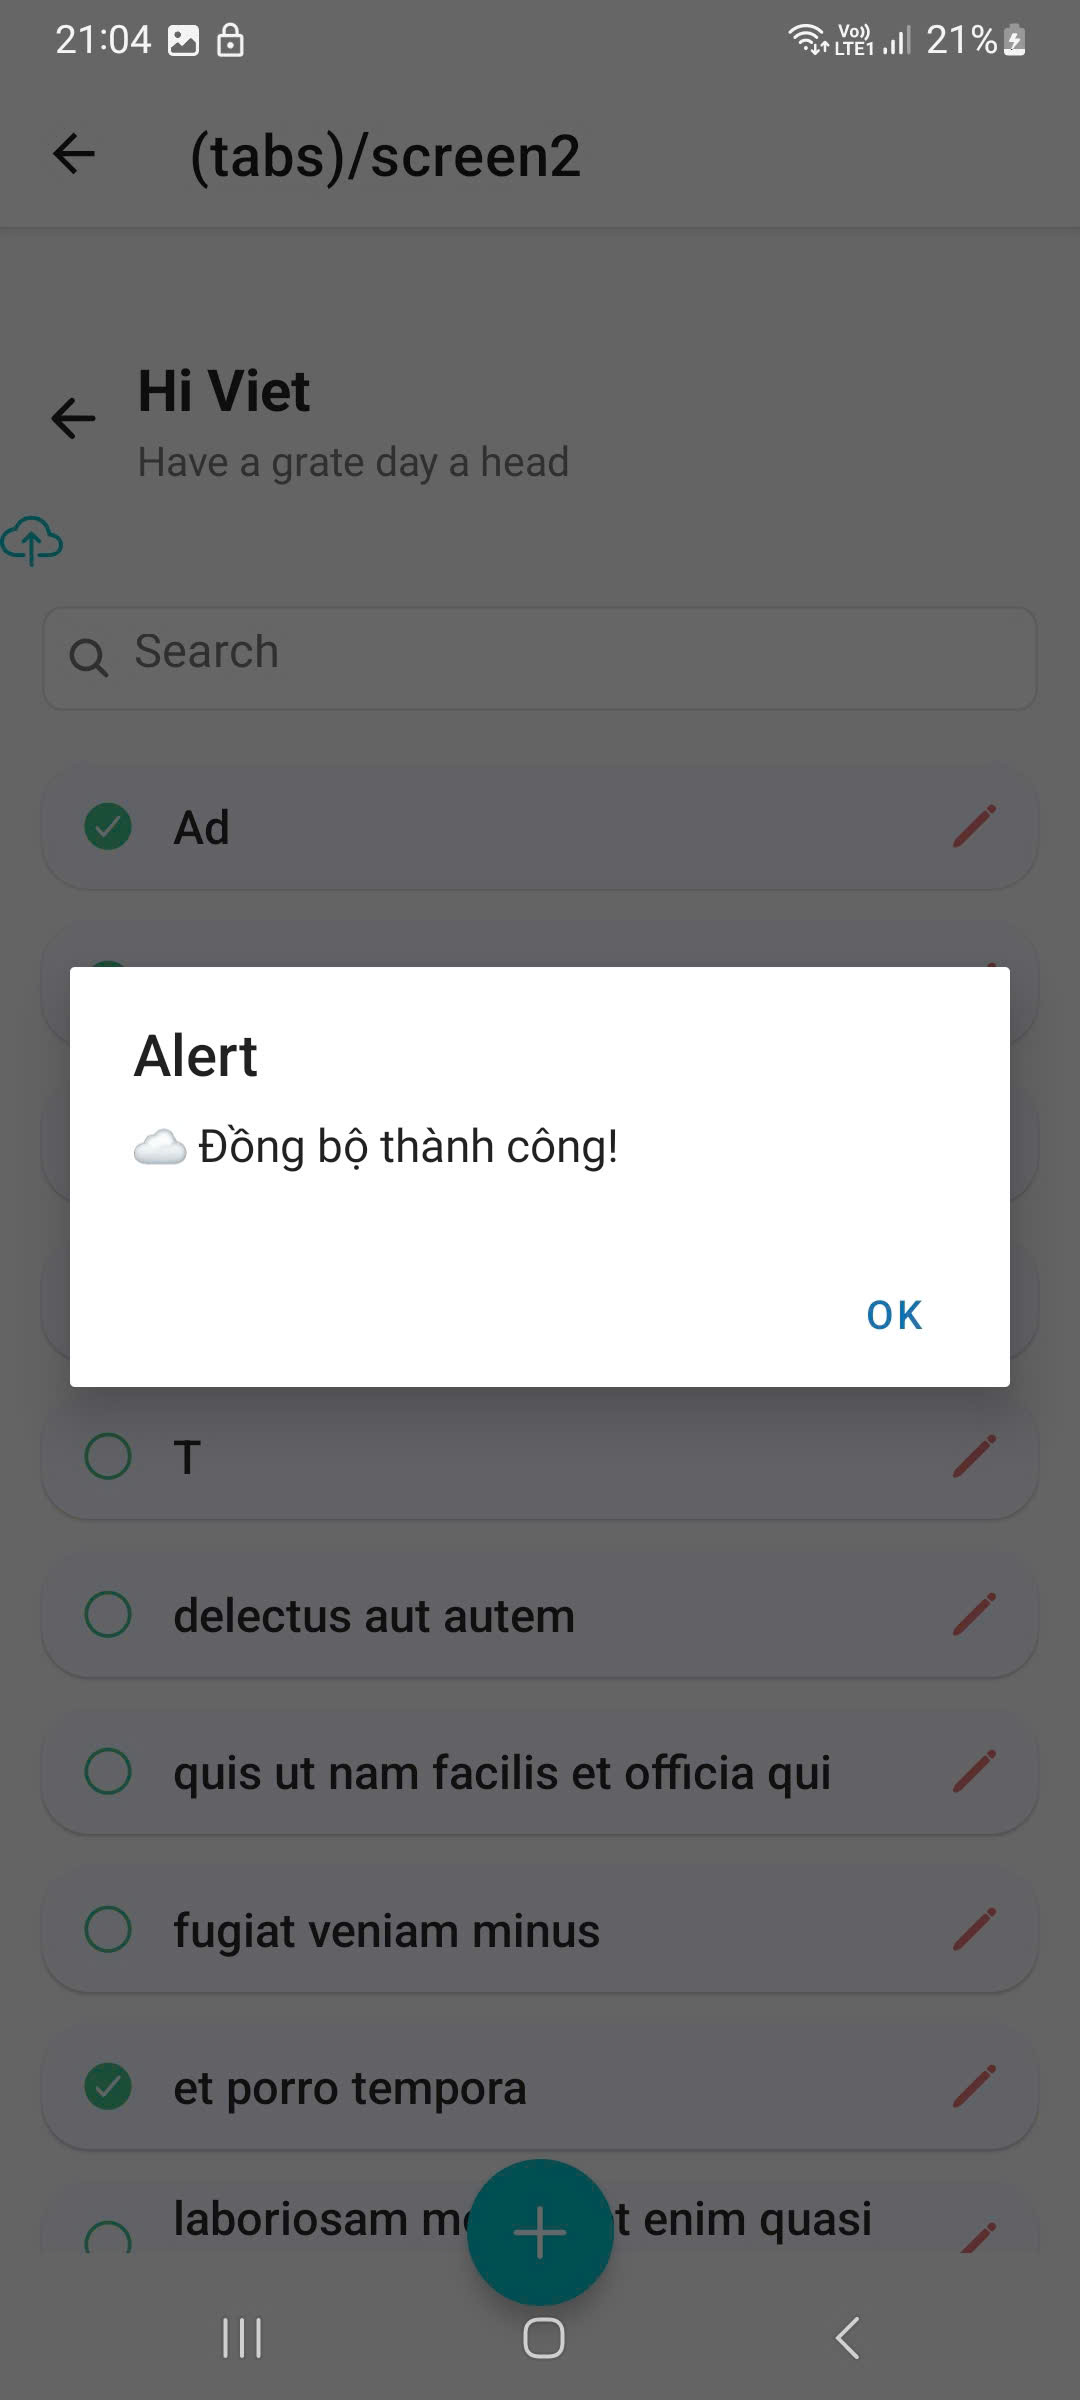 21:04
Vo)) LTE1
21%
(tabs)/screen2
Hi Viet
Have a grate day a head
Search
Ad
Alert
☁️ Đồng bộ thành công!
OK
T
delectus aut autem
quis ut nam facilis et officia qui
fugiat veniam minus
et porro tempora
laboriosam enim quasi